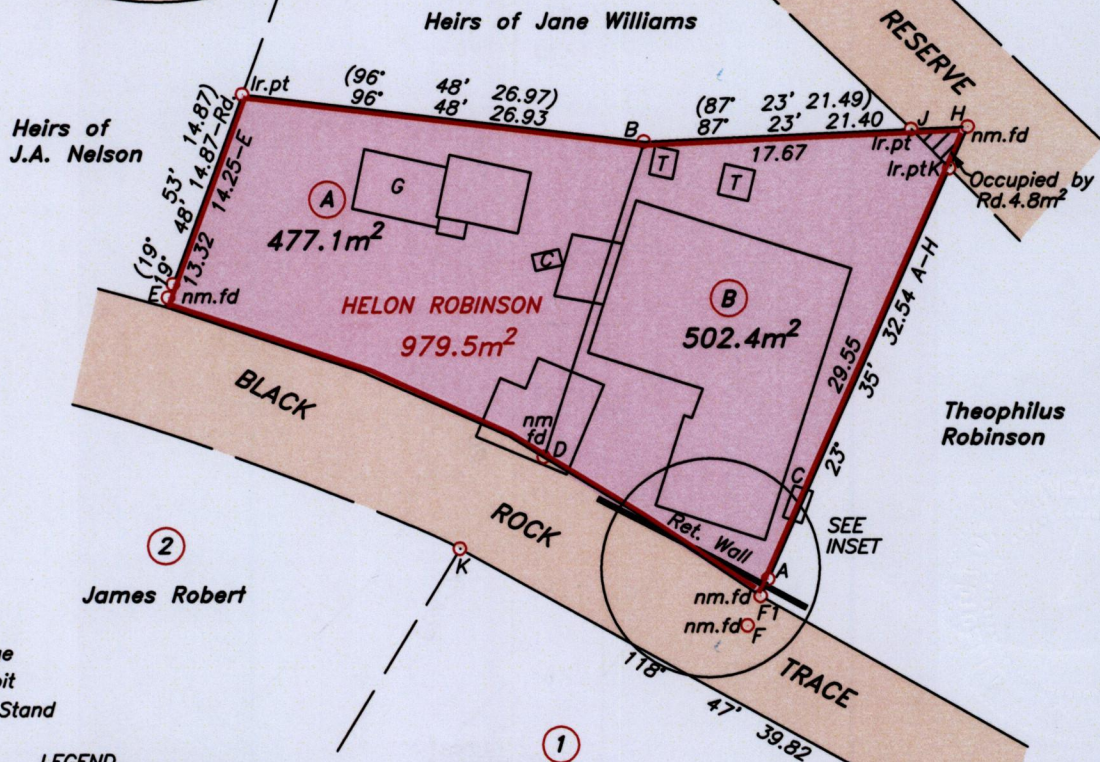 Heirs of Jane Williams
RESERVE
Ir.pt
(96° 48' 26.97)
96° 48' 26.93
(87° 23' 21.49)
87° 23' 21.40
B
J
H
nm.fd
Ir.pt
Ir.ptK
17.67
T
T
Occupied by
Rd.4.8m²
Heirs of
J.A. Nelson
(19° 53' 14.87)
19° 48' 14.87-Rd.
14.25-E
13.32
E
nm.fd
G
A
477.1m²
C
HELON ROBINSON
979.5m²
B
502.4m²
32.54 A-H
29.55
23° 35'
Theophilus
Robinson
BLACK
ROCK
TRACE
nm
fd
D
C
Ret. Wall
SEE
INSET
A
nm.fd
F1
nm.fd
F
K
2
James Robert
118° 47' 39.82
1
pit
Stand
LEGEND